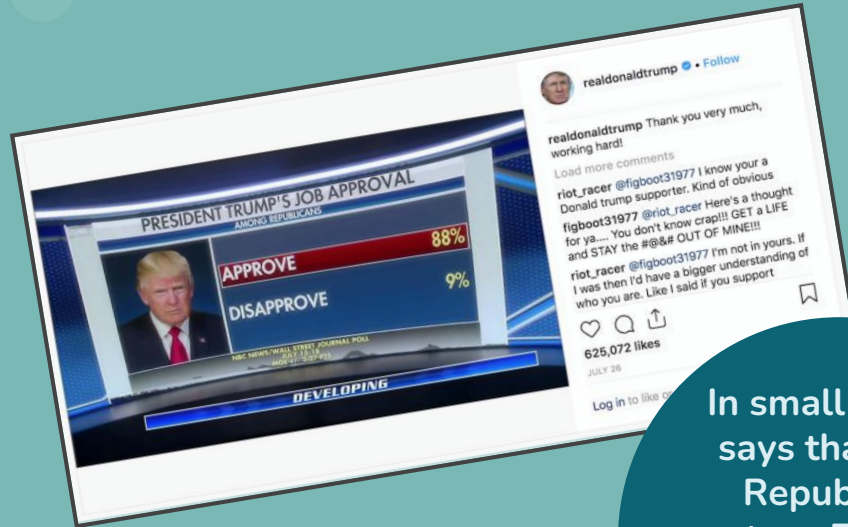 PRESIDENT TRUMP'S JOB APPROVAL
AMONG REPUBLICANS
APPROVE 88%
DISAPPROVE 9%
NBC NEWS/WALL STREET JOURNAL POLL
JULY 15-18
DEVELOPING
realdonaldtrump • Follow
realdonaldtrump Thank you very much,
working hard!
Load more comments
riot_racer @figboot31977 I know your a
Donald trump supporter. Kind of obvious
figboot31977 @riot_racer Here's a thought
for ya.... You don't know crap!!! GET a LIFE
and STAY the #@&# OUT OF MINE!!!
riot_racer @figboot31977 I'm not in yours. If
I was then I'd have a bigger understanding of
who you are. Like I said if you support
625,072 likes
JULY 26
Log in to like
In small
says tha
Repub